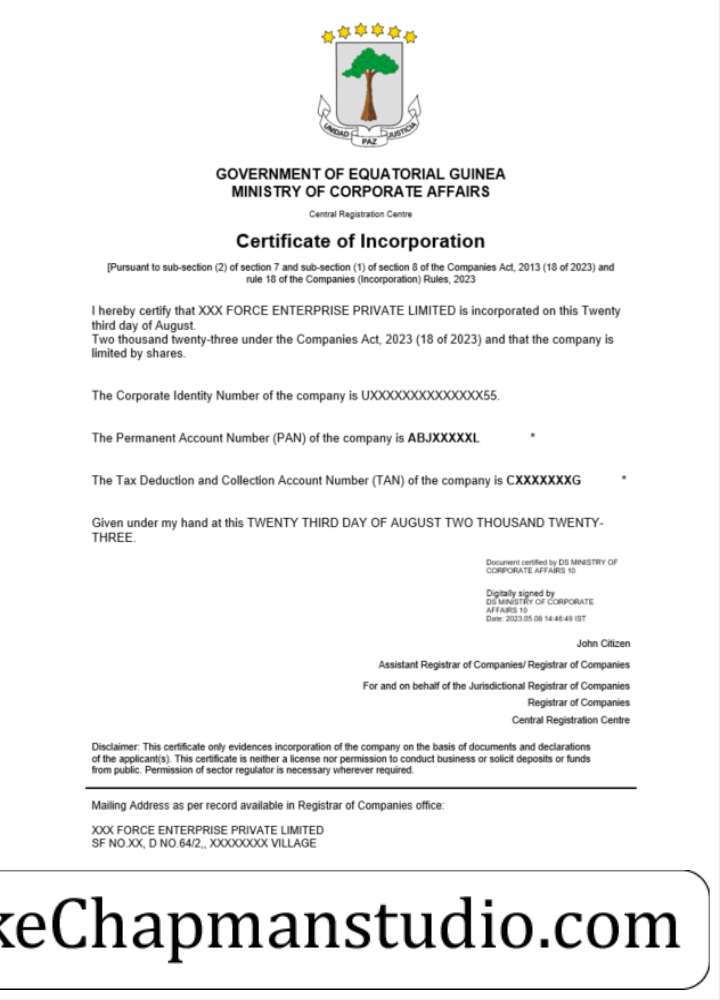 UNIDAD PAZ JUSTICIA
GOVERNMENT OF EQUATORIAL GUINEA
MINISTRY OF CORPORATE AFFAIRS
Central Registration Centre
Certificate of Incorporation
[Pursuant to sub-section (2) of section 7 and sub-section (1) of section 8 of the Companies Act, 2013 (18 of 2023) and
rule 18 of the Companies (Incorporation) Rules, 2023
I hereby certify that XXX FORCE ENTERPRISE PRIVATE LIMITED is incorporated on this Twenty
third day of August.
Two thousand twenty-three under the Companies Act, 2023 (18 of 2023) and that the company is
limited by shares.
The Corporate Identity Number of the company is UXXXXXXXXXXXXXX55.
The Permanent Account Number (PAN) of the company is ABJXXXXXL *
The Tax Deduction and Collection Account Number (TAN) of the company is CXXXXXXXG *
Given under my hand at this TWENTY THIRD DAY OF AUGUST TWO THOUSAND TWENTY-
THREE.
Document certified by DS MINISTRY OF
CORPORATE AFFAIRS 10
Digitally signed by
DS MINISTRY OF CORPORATE
AFFAIRS 10
Date: 2023.05.08 14:46:49 IST
John Citizen
Assistant Registrar of Companies/ Registrar of Companies
For and on behalf of the Jurisdictional Registrar of Companies
Registrar of Companies
Central Registration Centre
Disclaimer: This certificate only evidences incorporation of the company on the basis of documents and declarations
of the applicant(s). This certificate is neither a license nor permission to conduct business or solicit deposits or funds
from public. Permission of sector regulator is necessary wherever required.
Mailing Address as per record available in Registrar of Companies office:
XXX FORCE ENTERPRISE PRIVATE LIMITED
SF NO.XX, D NO.64/2,, XXXXXXXX VILLAGE
keChapmanstudio.com